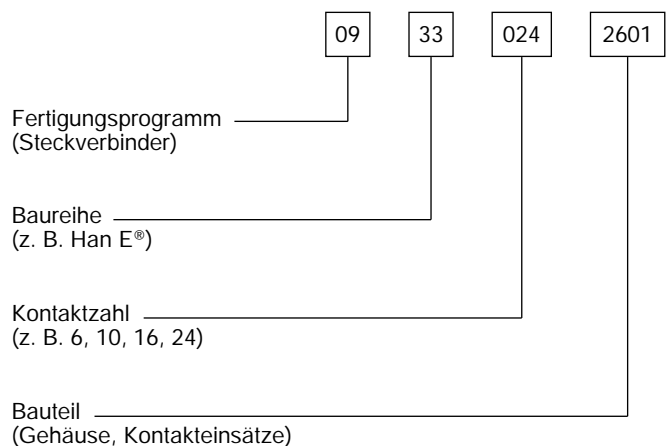 09 33 024 2601
Fertigungsprogramm
(Steckverbinder)
Baureihe
(z. B. Han E®)
Kontaktzahl
(z. B. 6, 10, 16, 24)
Bauteil
(Gehäuse, Kontakteinsätze)